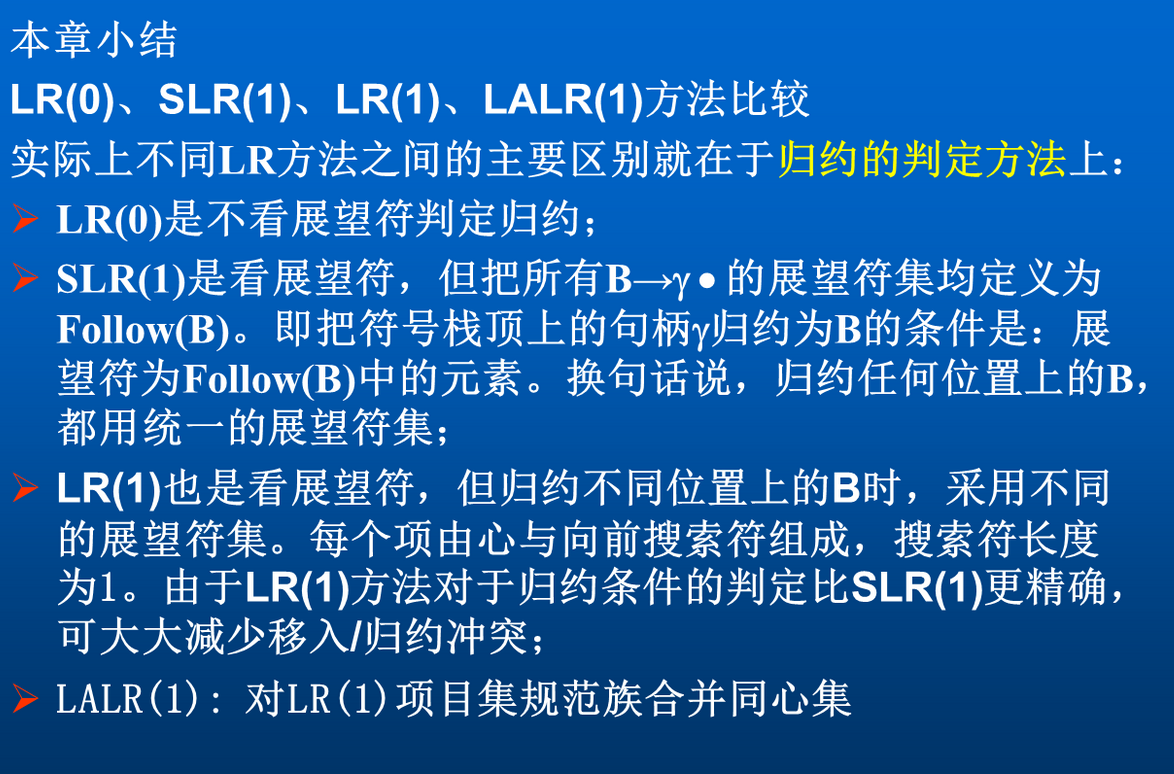 本章小结
LR(0)、SLR(1)、LR(1)、LALR(1)方法比较
实际上不同LR方法之间的主要区别就在于归约的判定方法上：
➢ LR(0)是不看展望符判定归约；
➢ SLR(1)是看展望符，但把所有B→γ•的展望符集均定义为
Follow(B)。即把符号栈顶上的句柄γ归约为B的条件是：展
望符为Follow(B)中的元素。换句话说，归约任何位置上的B，
都用统一的展望符集；
➢ LR(1)也是看展望符，但归约不同位置上的B时，采用不同
的展望符集。每个项由心与向前搜索符组成，搜索符长度
为1。由于LR(1)方法对于归约条件的判定比SLR(1)更精确，
可大大减少移入/归约冲突；
➢ LALR(1): 对LR(1)项目集规范族合并同心集